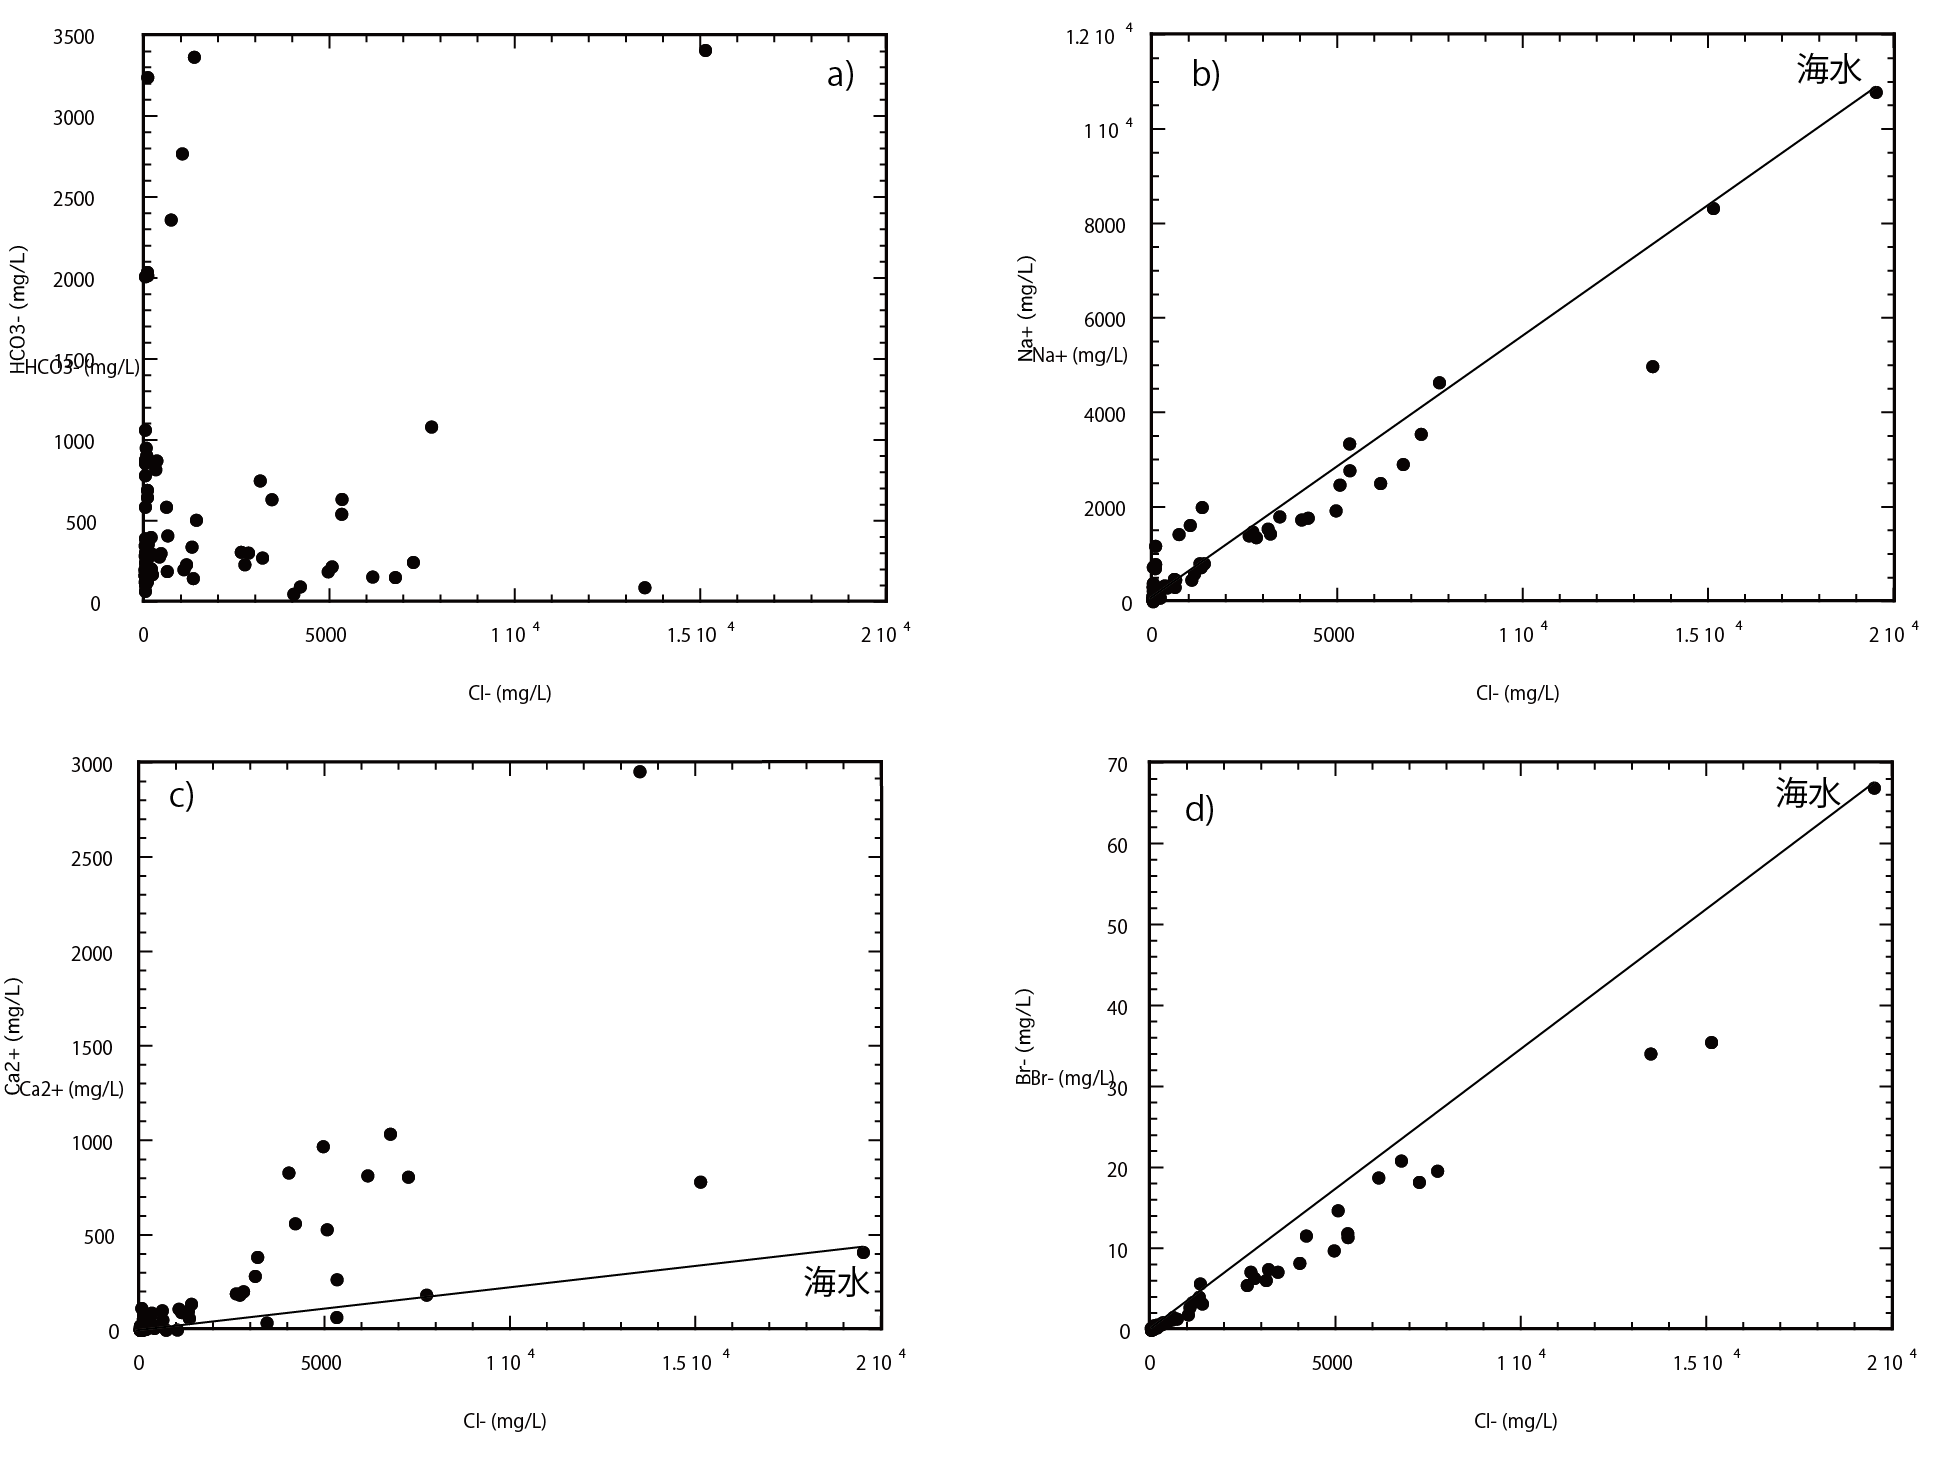 a)
3500
3000
2500
2000
1500
1000
500
0
HCO3- (mg/L)
HCO3- (mg/L)
0 5000 1 10 4 1.5 10 4 2 10 4
Cl- (mg/L)
b)
海水
1.2 10 4
1 10 4
8000
6000
4000
2000
0
Na+ (mg/L)
Na+ (mg/L)
0 5000 1 10 4 1.5 10 4 2 10 4
Cl- (mg/L)
c)
3000
2500
2000
1500
1000
500
0
Ca2+ (mg/L)
Ca2+ (mg/L)
海水
0 5000 1 10 4 1.5 10 4 2 10 4
Cl- (mg/L)
d)
海水
70
60
50
40
30
20
10
0
Br- (mg/L)
Br- (mg/L)
0 5000 1 10 4 1.5 10 4 2 10 4
Cl- (mg/L)